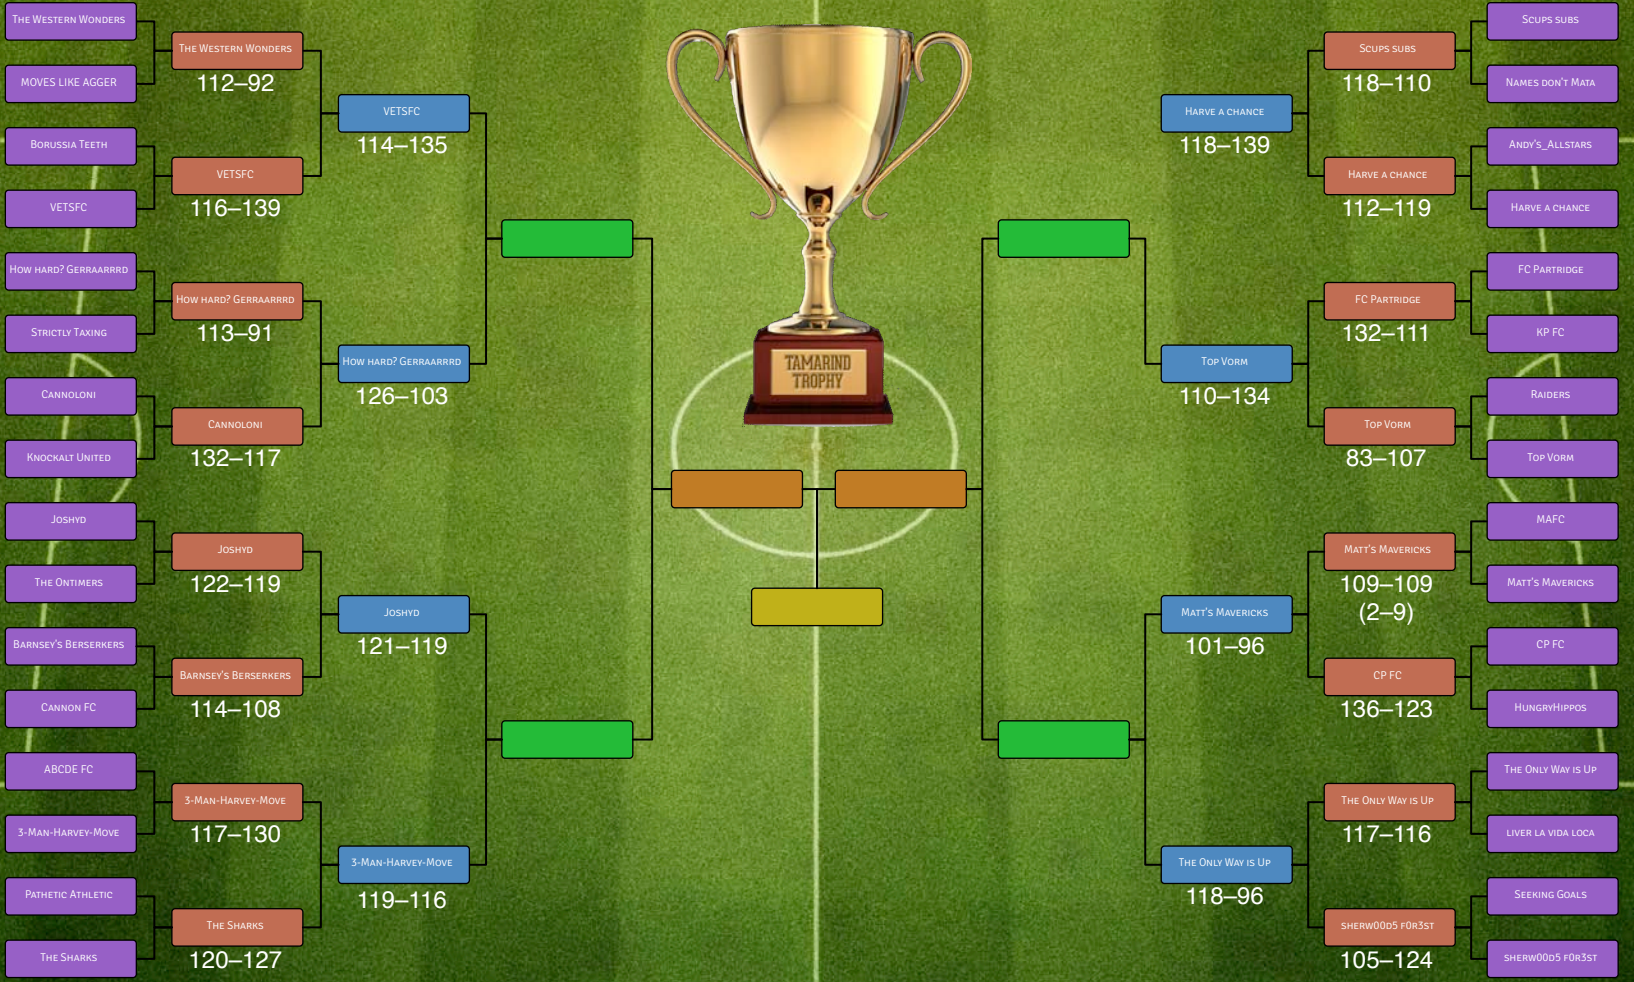 The Western Wonders
MOVES LIKE AGGER
Borussia Teeth
VETSFC
How hard? Gerraarrrd
Strictly Taxing
Cannoloni
Knockalt United
Joshyd
The Ontimers
Barnsey's Berserkers
Cannon FC
ABCDE FC
3-Man-Harvey-Move
Pathetic Athletic
The Sharks
The Western Wonders
112–92
VETSFC
116–139
How hard? Gerraarrrd
113–91
Cannoloni
132–117
Joshyd
122–119
Barnsey's Berserkers
114–108
3-Man-Harvey-Move
117–130
The Sharks
120–127
VETSFC
114–135
How hard? Gerraarrrd
126–103
Joshyd
121–119
3-Man-Harvey-Move
119–116
TAMARIND
TROPHY
Harve a chance
118–139
Top Vorm
110–134
Matt's Mavericks
101–96
The Only Way is Up
118–96
Scups subs
118–110
Harve a chance
112–119
FC Partridge
132–111
Top Vorm
83–107
Matt's Mavericks
109–109
(2–9)
CP FC
136–123
The Only Way is Up
117–116
sherw00d5 f0r3st
105–124
Scups subs
Names don't Mata
Andy's_Allstars
Harve a chance
FC Partridge
KP FC
Raiders
Top Vorm
MAFC
Matt's Mavericks
CP FC
HungryHippos
The Only Way is Up
liver la vida loca
Seeking Goals
sherw00d5 f0r3st